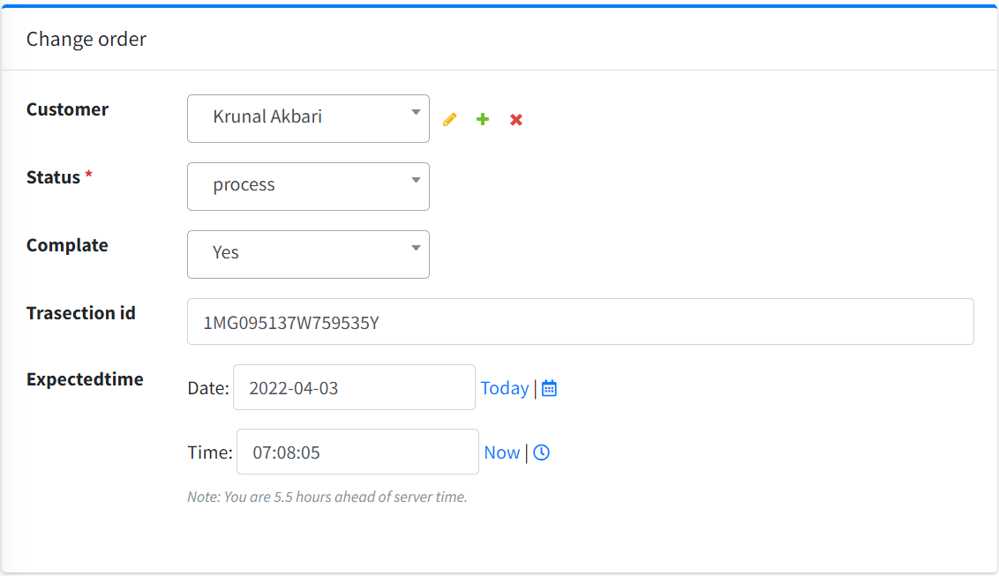 Change order
Customer Krunal Akbari
Status * process
Complate Yes
Trasection id 1MG095137W759535Y
Expectedtime Date: 2022-04-03 Today |
Time: 07:08:05 Now |
Note: You are 5.5 hours ahead of server time.